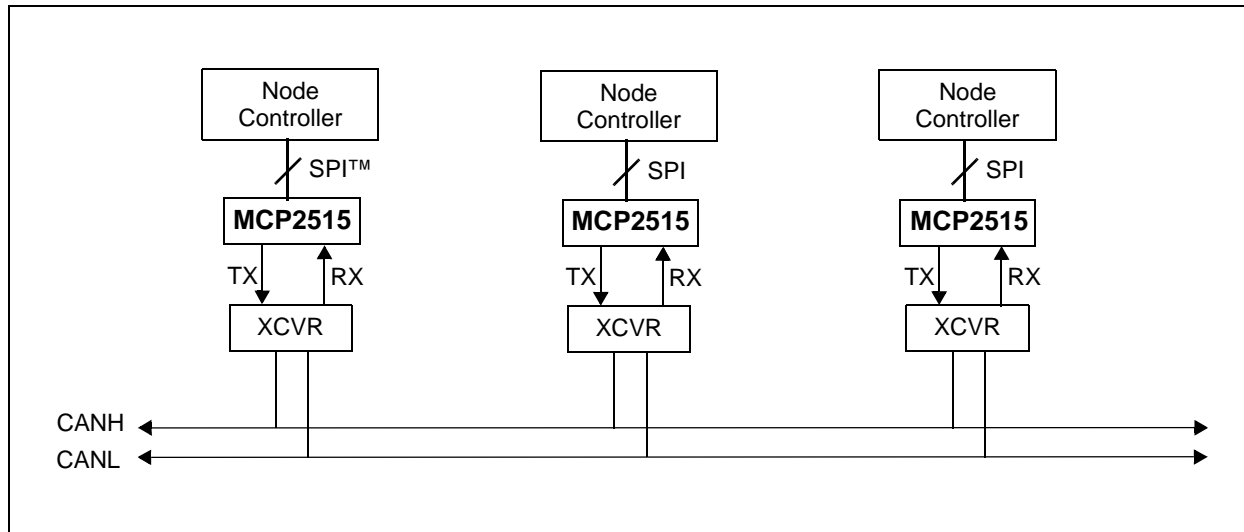 Node
Controller
Node
Controller
Node
Controller
SPI™
SPI
SPI
MCP2515
MCP2515
MCP2515
TX
RX
TX
RX
TX
RX
XCVR
XCVR
XCVR
CANH
CANL